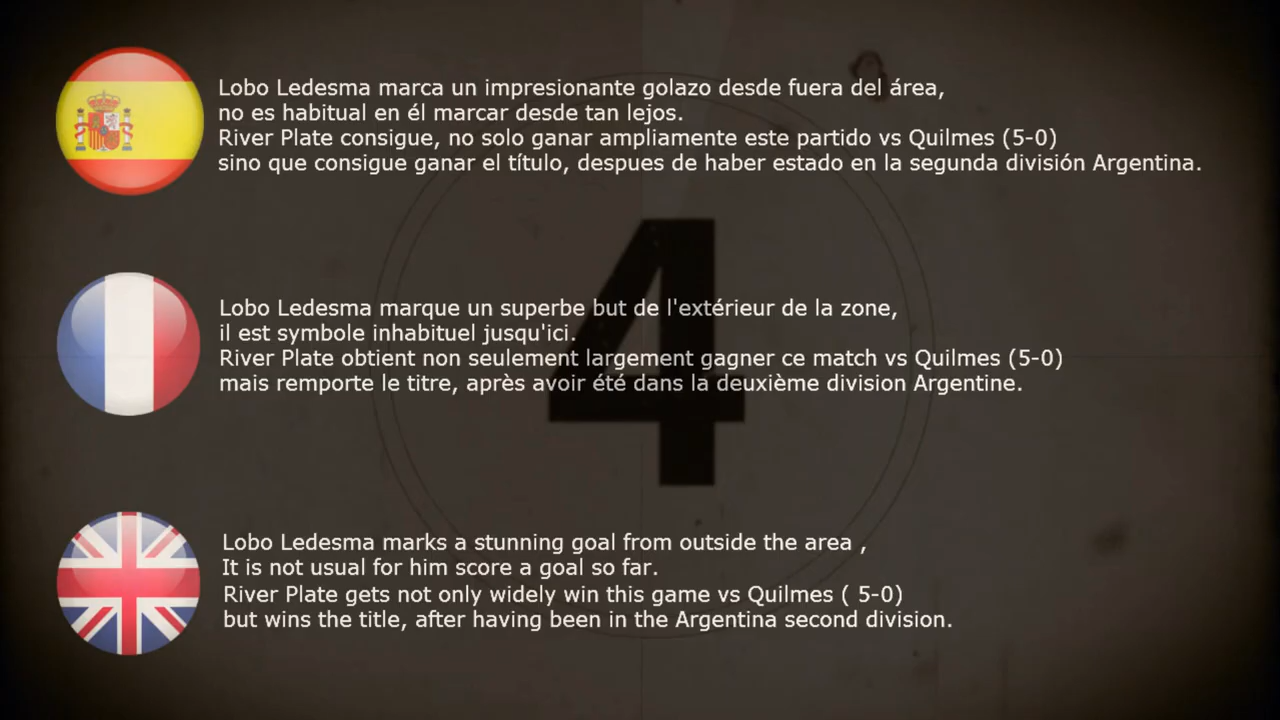 Lobo Ledesma marca un impresionante golazo desde fuera del área,
no es habitual en él marcar desde tan lejos.
River Plate consigue, no solo ganar ampliamente este partido vs Quilmes (5-0)
sino que consigue ganar el título, despues de haber estado en la segunda división Argentina.
4
Lobo Ledesma marque un superbe but de l'extérieur de la zone,
il est symbole inhabituel jusqu'ici.
River Plate obtient non seulement largement gagner ce match vs Quilmes (5-0)
mais remporte le titre, après avoir été dans la deuxième division Argentine.
Lobo Ledesma marks a stunning goal from outside the area ,
It is not usual for him score a goal so far.
River Plate gets not only widely win this game vs Quilmes ( 5-0)
but wins the title, after having been in the Argentina second division.